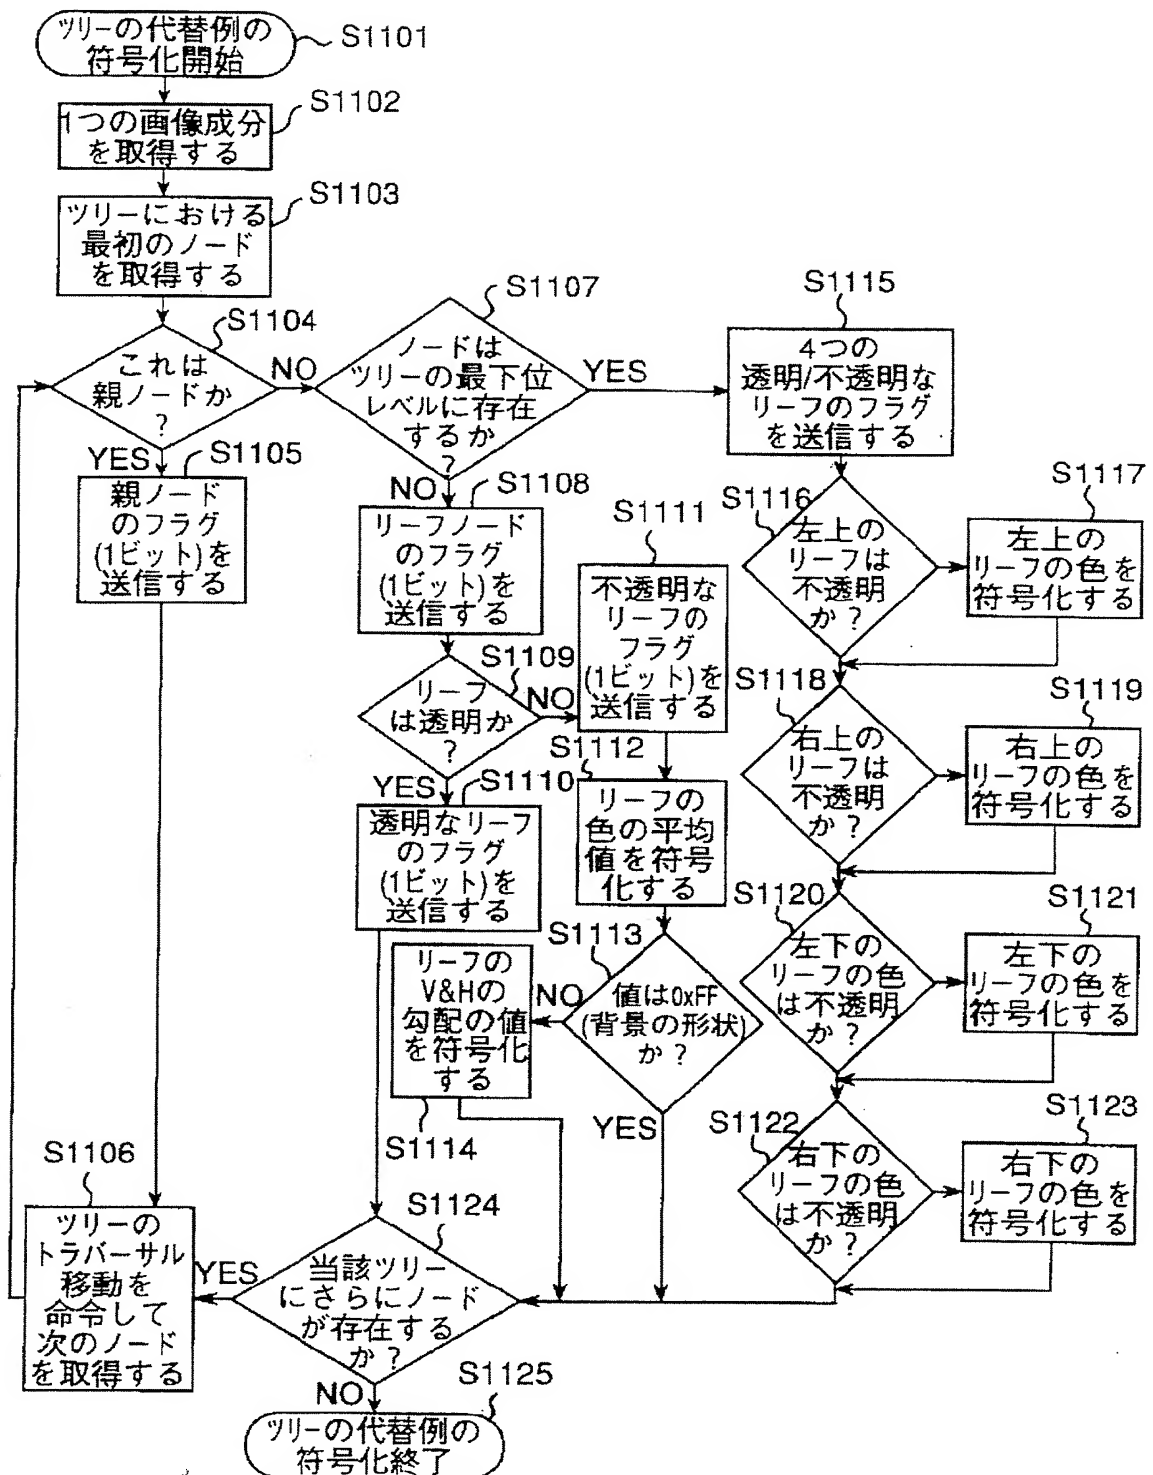 ツリーの代替例の
符号化開始
S1101
1つの画像成分
を取得する
S1102
ツリーにおける
最初のノード
を取得する
S1103
これは
親ノードか
?
S1104
NO
YES
親ノード
のフラグ
(1ビット)を
送信する
S1105
ツリーの
トラバーサル
移動を
命令して
次のノード
を取得する
S1106
ノードは
ツリーの最下位
レベルに存在
するか
?
S1107
YES
NO
リーフノード
のフラグ
(1ビット)を
送信する
S1108
リーフ
は透明か
?
S1109
NO
YES
透明なリーフ
のフラグ
(1ビット)を
送信する
S1110
不透明な
リーフの
フラグ
(1ビット)を
送信する
S1111
リーフの
色の平均
値を符号
化する
S1112
値は0xFF
(背景の形状)
か?
S1113
NO
YES
リーフの
V&Hの
勾配の値
を符号化
する
S1114
4つの
透明/不透明な
リーフのフラグ
を送信する
S1115
左上の
リーフは
不透明
か?
S1116
左上の
リーフの色を
符号化する
S1117
右上の
リーフは
不透明
か?
S1118
右上の
リーフの色を
符号化する
S1119
左下の
リーフの色
は不透明
か?
S1120
左下の
リーフの色を
符号化する
S1121
右下の
リーフの色
は不透明
か?
S1122
右下の
リーフの色を
符号化する
S1123
当該ツリー
にさらにノード
が存在する
か?
S1124
YES
NO
ツリーの代替例の
符号化終了
S1125